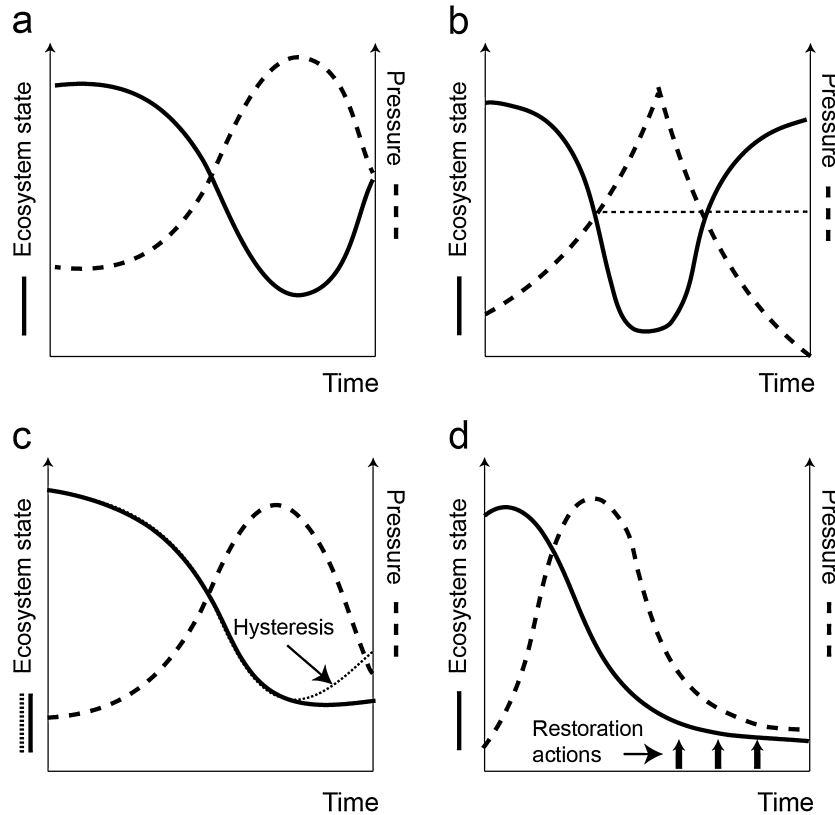 a
Ecosystem state
Pressure
Time
b
Ecosystem state
Pressure
Time
c
Ecosystem state
Pressure
Hysteresis
Time
d
Ecosystem state
Pressure
Restoration
actions
Time